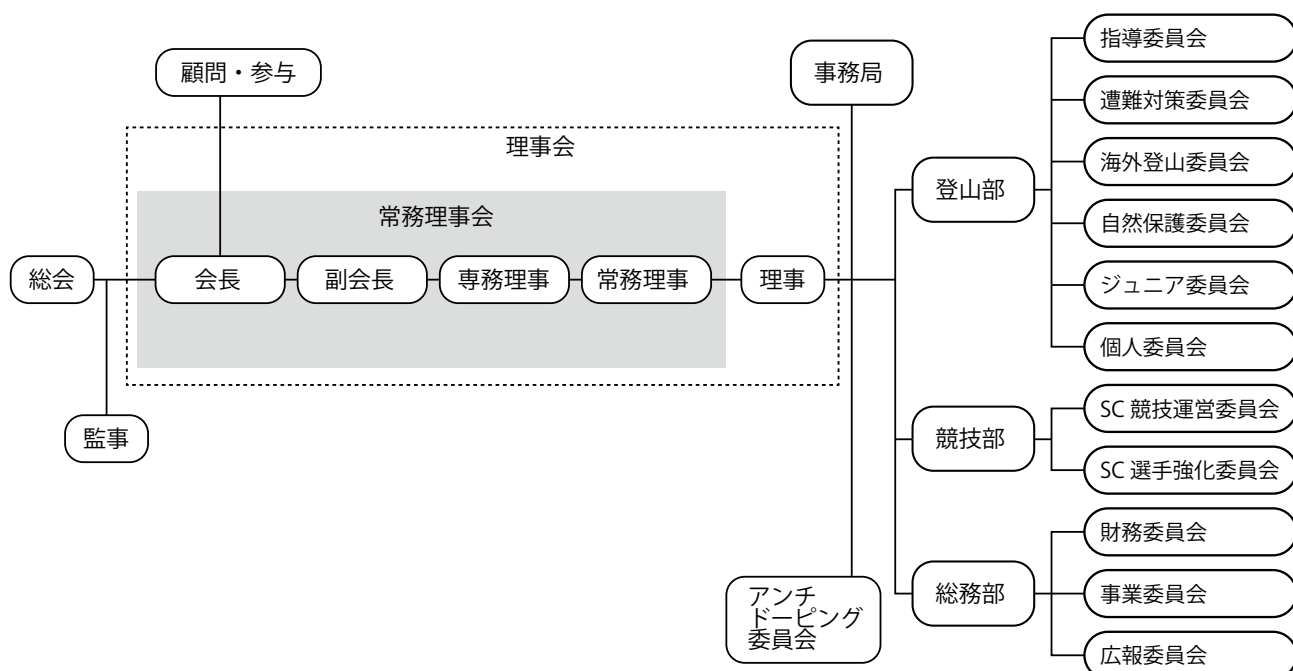 顧問・参与
事務局
理事会
常務理事会
総会
会長
副会長
専務理事
常務理事
理事
監事
アンチ
ドーピング
委員会
登山部
指導委員会
遭難対策委員会
海外登山委員会
自然保護委員会
ジュニア委員会
個人委員会
競技部
SC 競技運営委員会
SC 選手強化委員会
総務部
財務委員会
事業委員会
広報委員会